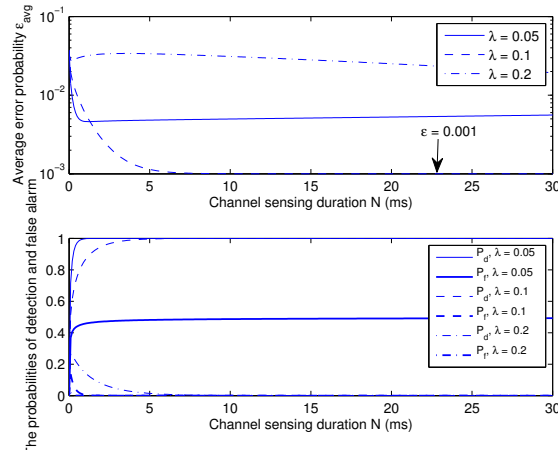 Average error probability ε_avg
10^-1
10^-2
10^-3
λ = 0.05
λ = 0.1
λ = 0.2
ε = 0.001
0 5 10 15 20 25 30
Channel sensing duration N (ms)
The probabilities of detection and false alarm
1
0.8
0.6
0.4
0.2
0
P_d, λ = 0.05
P_f, λ = 0.05
P_d, λ = 0.1
P_f, λ = 0.1
P_d, λ = 0.2
P_f, λ = 0.2
0 5 10 15 20 25 30
Channel sensing duration N (ms)